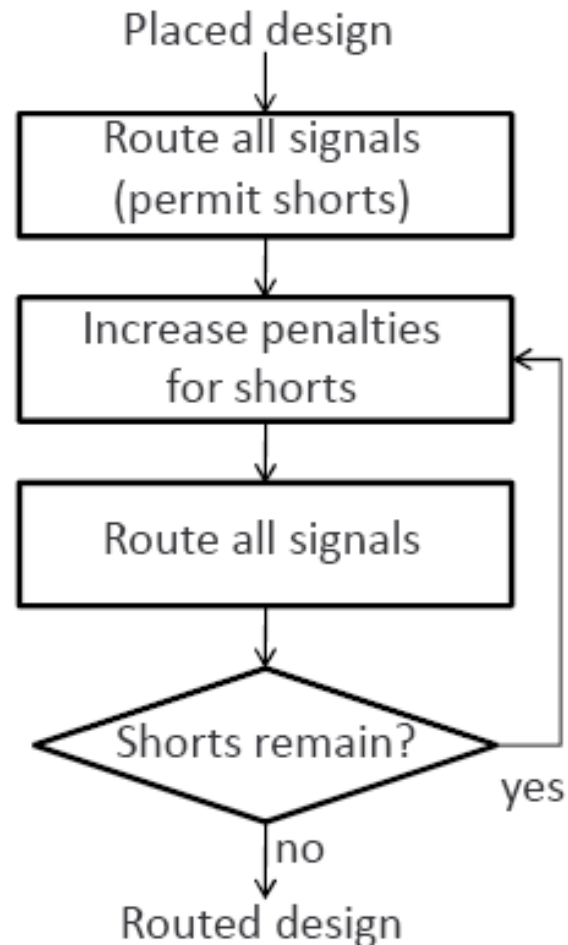 Placed design
Route all signals
(permit shorts)
Increase penalties
for shorts
Route all signals
Shorts remain?
yes
no
Routed design